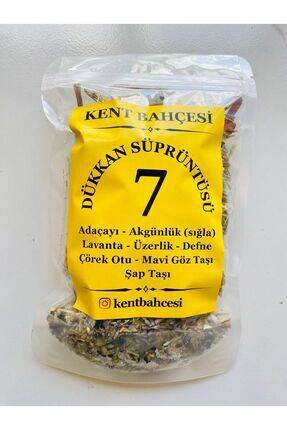 KENT BAHÇESİ
DÜKKAN SÜPRÜNTÜSÜ
7
Adaçayı - Akgünlük (sığla)
Lavanta - Üzerlik - Defne
Çörek Otu - Mavi Göz Taşı
Şap Taşı
kentbahcesi